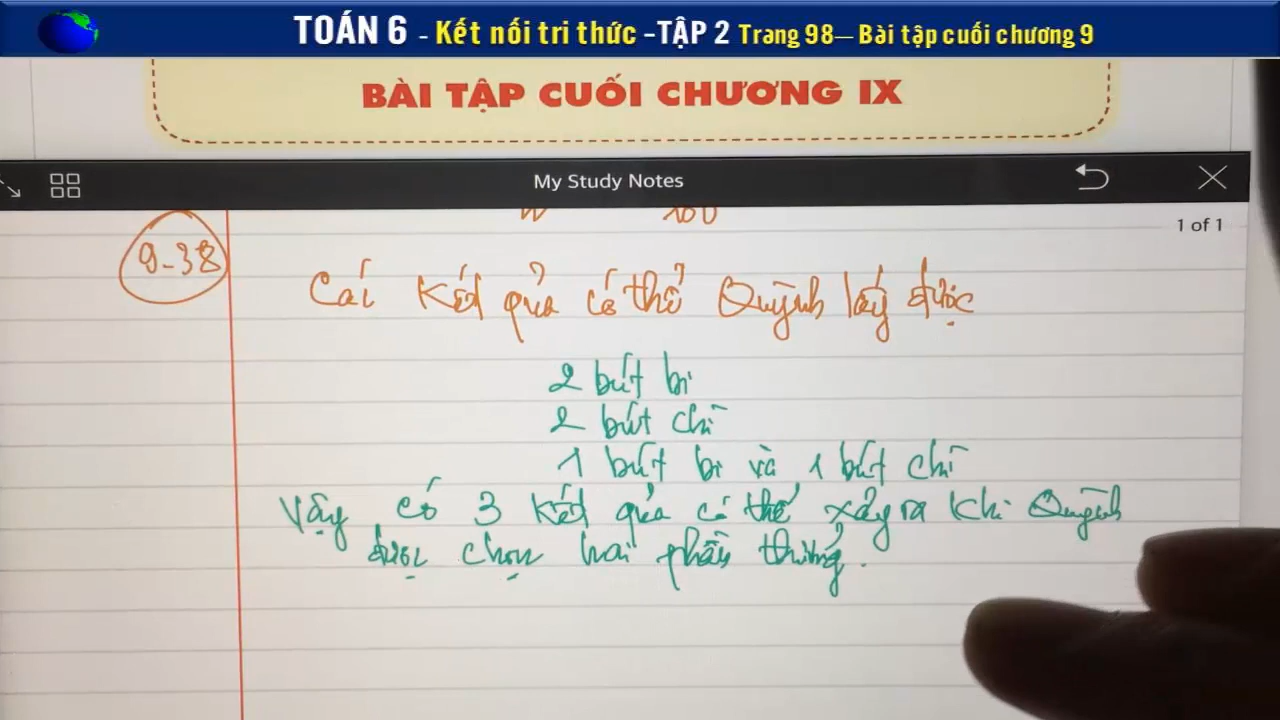 TOÁN 6 - Kết nối tri thức -TẬP 2 Trang 98— Bài tập cuối chương 9
BÀI TẬP CUỐI CHƯƠNG IX
My Study Notes
1 of 1
9-38
Các kết quả có thể Quỳnh lấy được
2 bút bi
2 bút chì
1 bút bi và 1 bút chì
Vậy có 3 kết quả có thể xảy ra khi Quỳnh
được chọn hai phần thưởng.